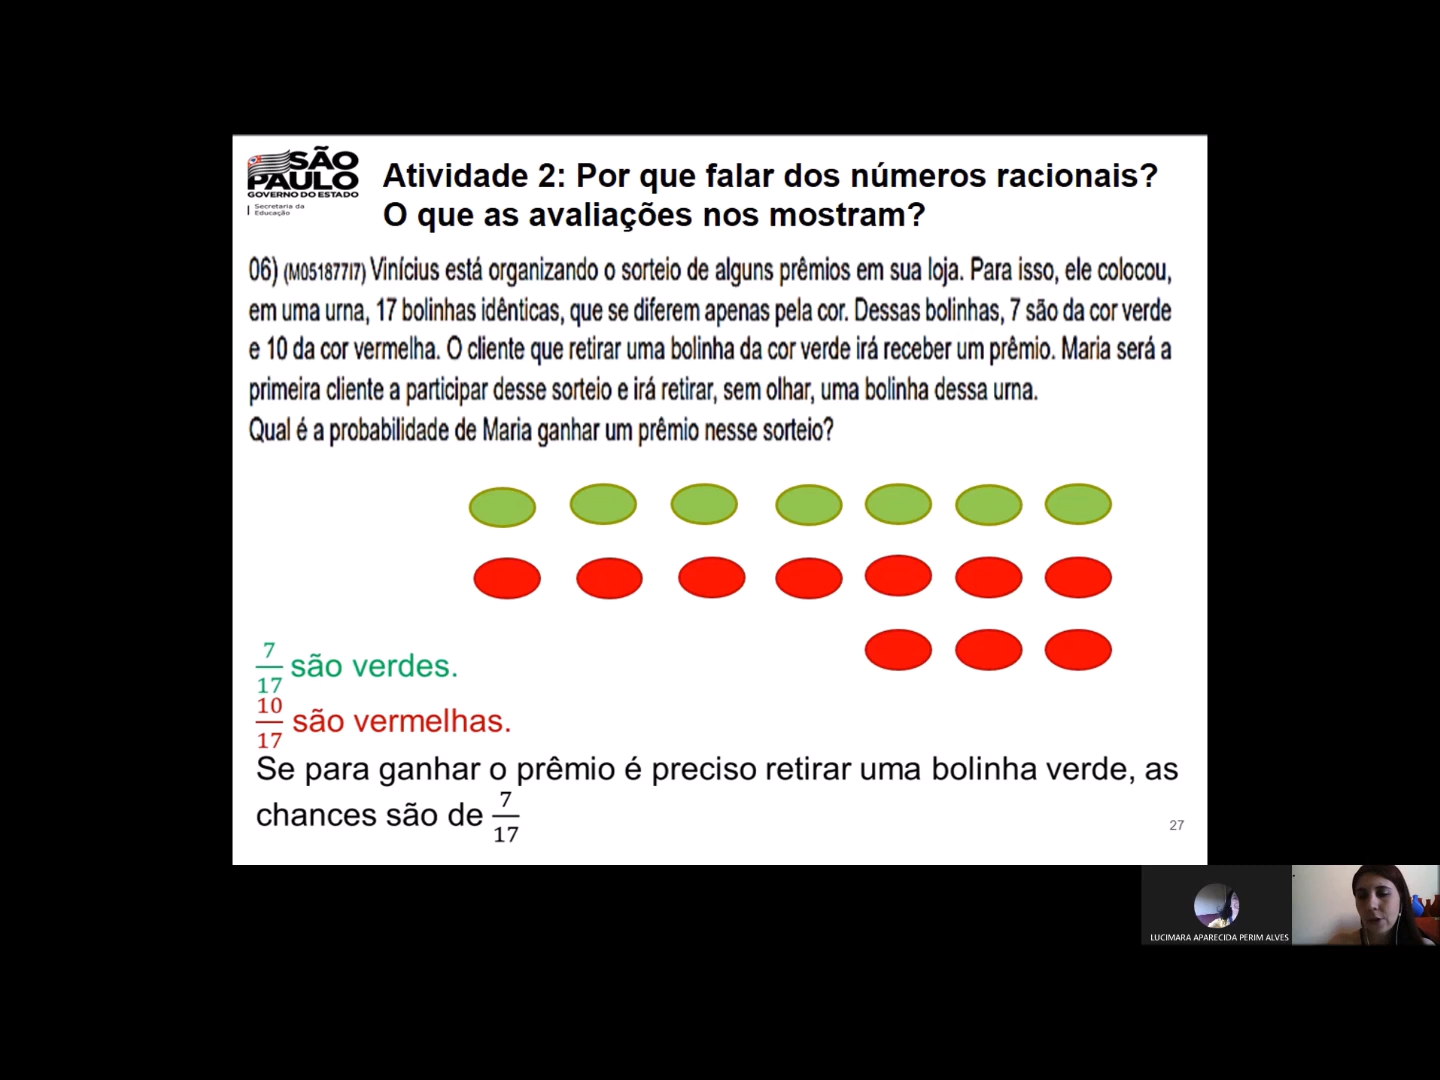 SÃO
PAULO
GOVERNO DO ESTADO
Secretaria da
Educação
Atividade 2: Por que falar dos números racionais?
O que as avaliações nos mostram?
06) (M051877I7) Vinícius está organizando o sorteio de alguns prêmios em sua loja. Para isso, ele colocou,
em uma urna, 17 bolinhas idênticas, que se diferem apenas pela cor. Dessas bolinhas, 7 são da cor verde
e 10 da cor vermelha. O cliente que retirar uma bolinha da cor verde irá receber um prêmio. Maria será a
primeira cliente a participar desse sorteio e irá retirar, sem olhar, uma bolinha dessa urna.
Qual é a probabilidade de Maria ganhar um prêmio nesse sorteio?
7/17 são verdes.
10/17 são vermelhas.
Se para ganhar o prêmio é preciso retirar uma bolinha verde, as
chances são de 7/17
27
LUCIMARA APARECIDA PERIM ALVES